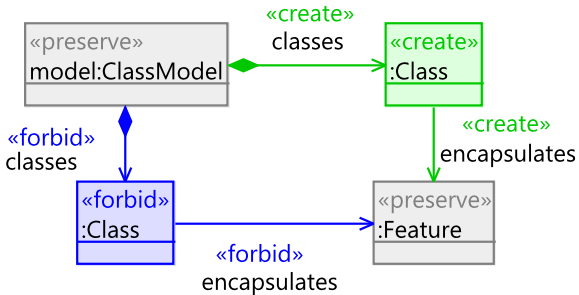 «create»
classes
«preserve»
model:ClassModel
«create»
:Class
«forbid»
classes
«create»
encapsulates
«forbid»
:Class
«preserve»
:Feature
«forbid»
encapsulates